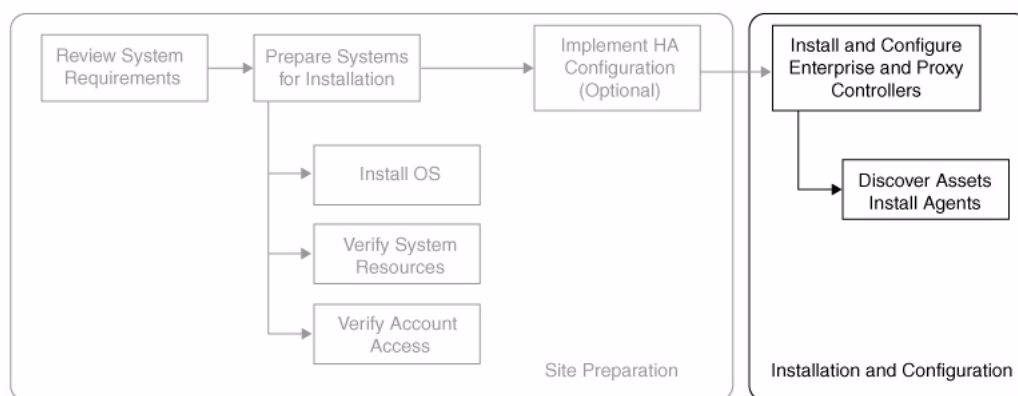 Review System
Requirements
Prepare Systems
for Installation
Implement HA
Configuration
(Optional)
Install and Configure
Enterprise and Proxy
Controllers
Install OS
Discover Assets
Install Agents
Verify System
Resources
Verify Account
Access
Site Preparation
Installation and Configuration